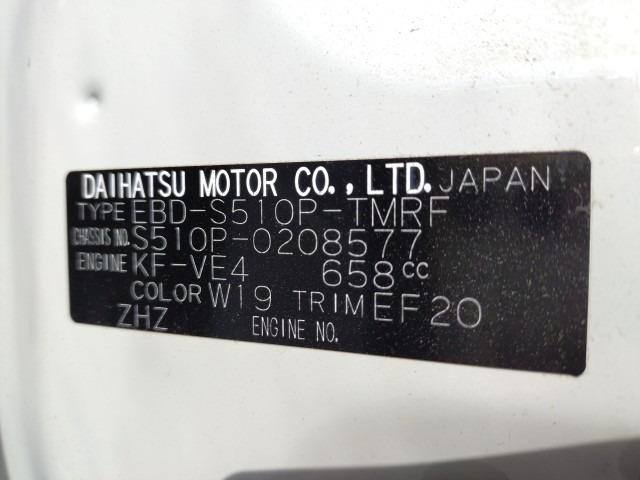 DAIHATSU MOTOR CO., LTD. JAPAN
TYPE EBD-S510P-TMRF
CHASSIS NO. S510P-0208577
ENGINE KF-VE4 658cc
COLOR W19 TRIM EF20
ZHZ ENGINE NO.